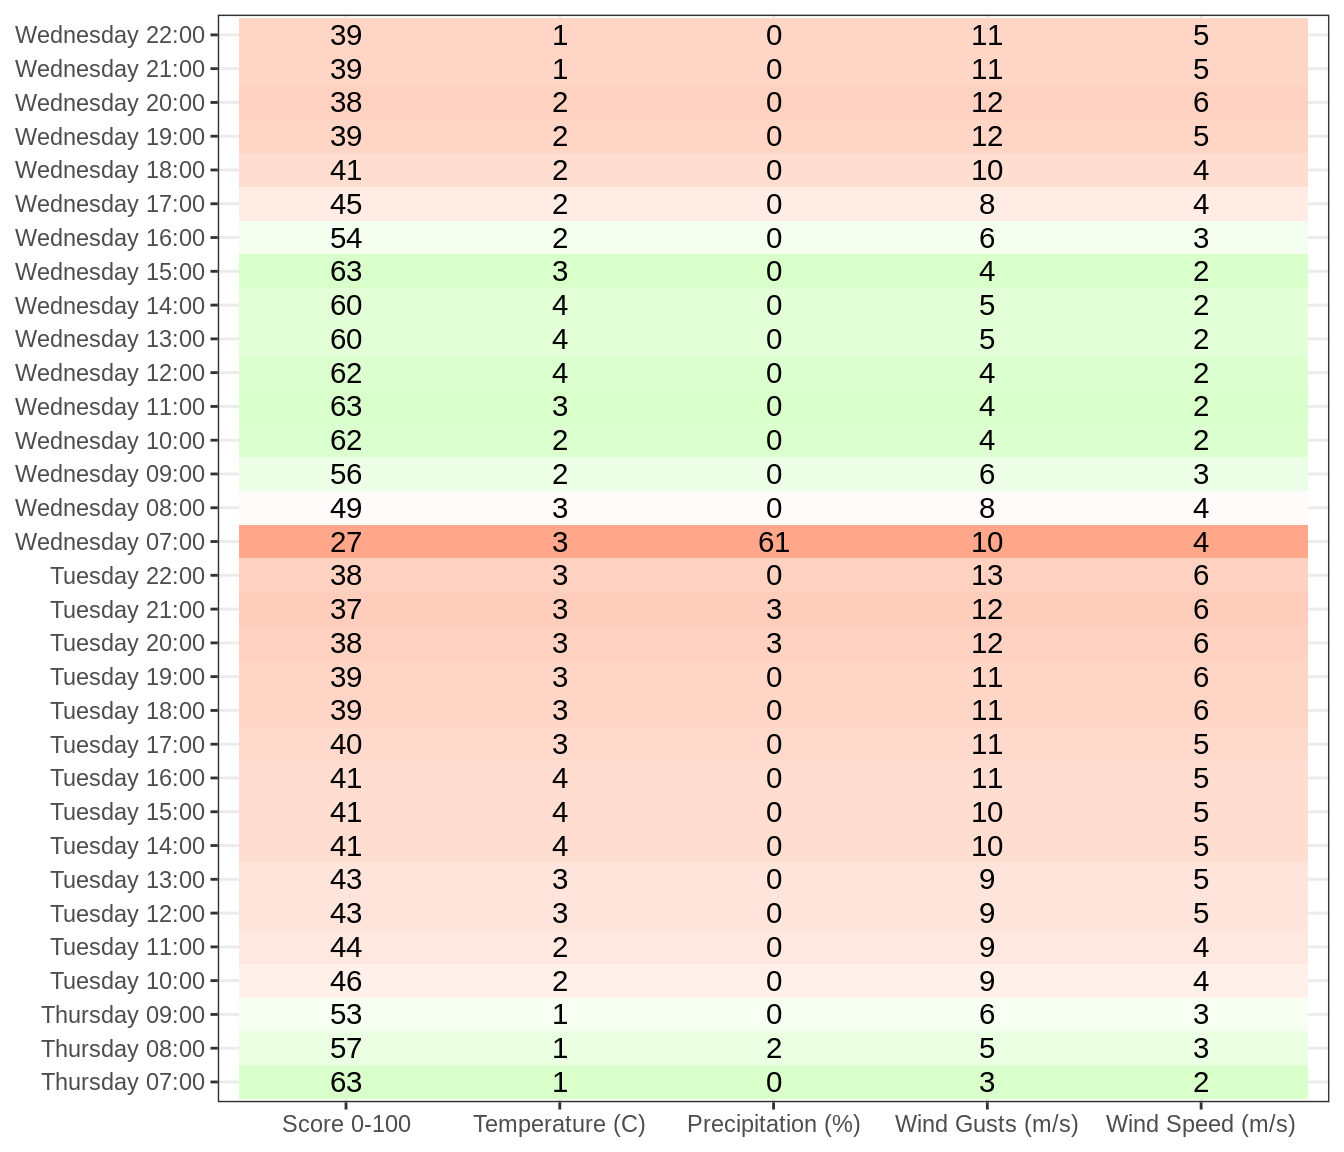 Wednesday 22:00 39 1 0 11 5
Wednesday 21:00 39 1 0 11 5
Wednesday 20:00 38 2 0 12 6
Wednesday 19:00 39 2 0 12 5
Wednesday 18:00 41 2 0 10 4
Wednesday 17:00 45 2 0 8 4
Wednesday 16:00 54 2 0 6 3
Wednesday 15:00 63 3 0 4 2
Wednesday 14:00 60 4 0 5 2
Wednesday 13:00 60 4 0 5 2
Wednesday 12:00 62 4 0 4 2
Wednesday 11:00 63 3 0 4 2
Wednesday 10:00 62 2 0 4 2
Wednesday 09:00 56 2 0 6 3
Wednesday 08:00 49 3 0 8 4
Wednesday 07:00 27 3 61 10 4
Tuesday 22:00 38 3 0 13 6
Tuesday 21:00 37 3 3 12 6
Tuesday 20:00 38 3 3 12 6
Tuesday 19:00 39 3 0 11 6
Tuesday 18:00 39 3 0 11 6
Tuesday 17:00 40 3 0 11 5
Tuesday 16:00 41 4 0 11 5
Tuesday 15:00 41 4 0 10 5
Tuesday 14:00 41 4 0 10 5
Tuesday 13:00 43 3 0 9 5
Tuesday 12:00 43 3 0 9 5
Tuesday 11:00 44 2 0 9 4
Tuesday 10:00 46 2 0 9 4
Thursday 09:00 53 1 0 6 3
Thursday 08:00 57 1 2 5 3
Thursday 07:00 63 1 0 3 2
Score 0-100 Temperature (C) Precipitation (%) Wind Gusts (m/s) Wind Speed (m/s)